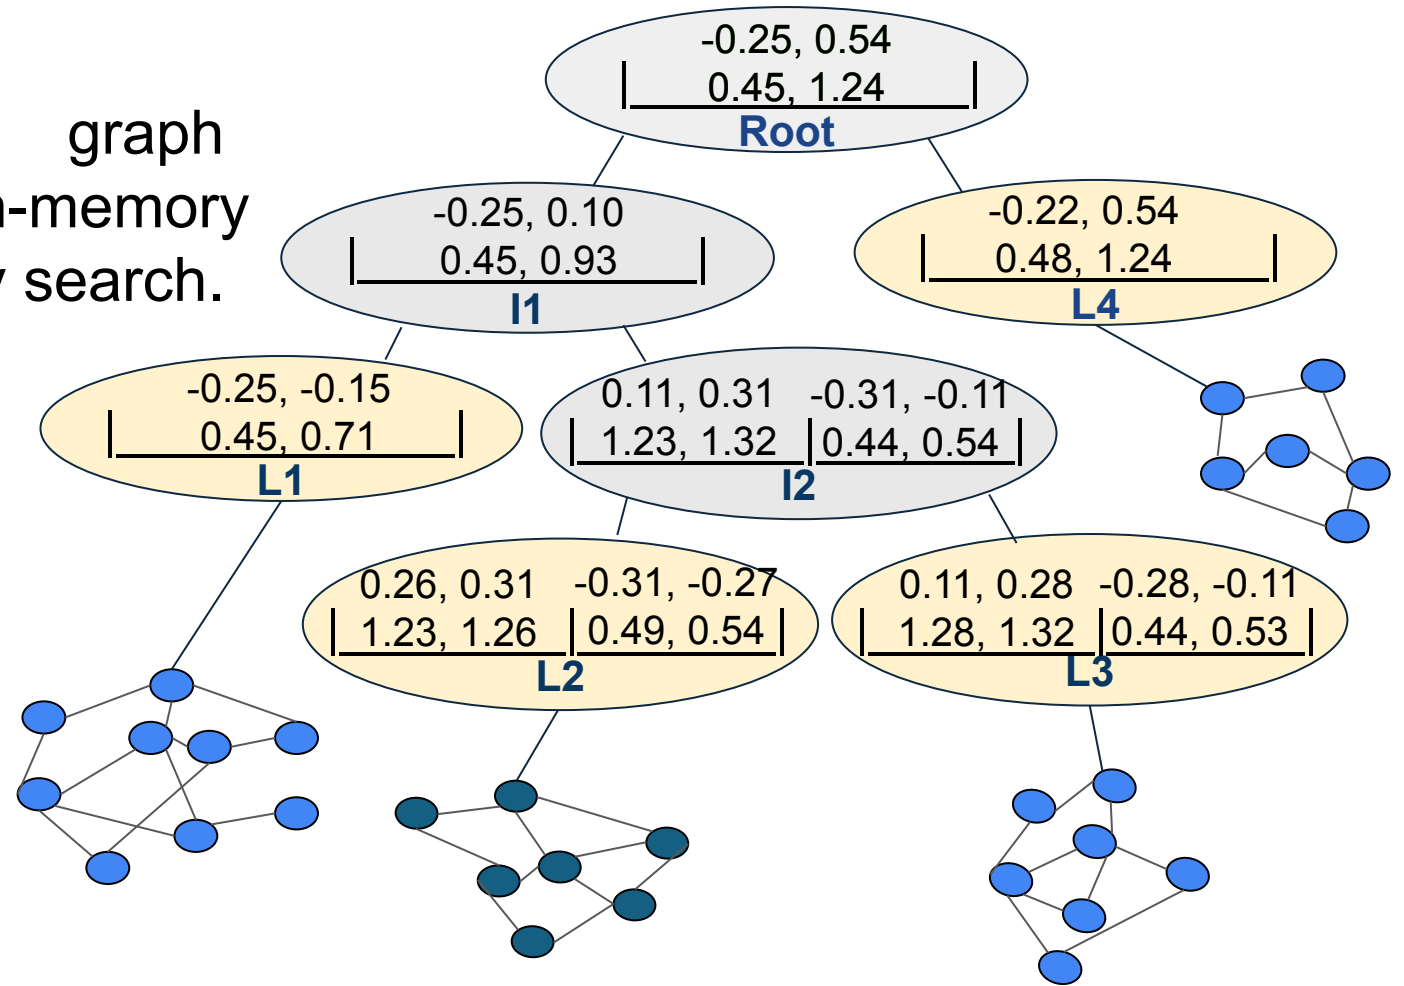 graph
-memory
search.
-0.25, 0.54
0.45, 1.24
Root
-0.25, 0.10
0.45, 0.93
I1
-0.22, 0.54
0.48, 1.24
L4
-0.25, -0.15
0.45, 0.71
L1
0.11, 0.31 -0.31, -0.11
1.23, 1.32 0.44, 0.54
I2
0.26, 0.31 -0.31, -0.27
1.23, 1.26 0.49, 0.54
L2
0.11, 0.28 -0.28, -0.11
1.28, 1.32 0.44, 0.53
L3